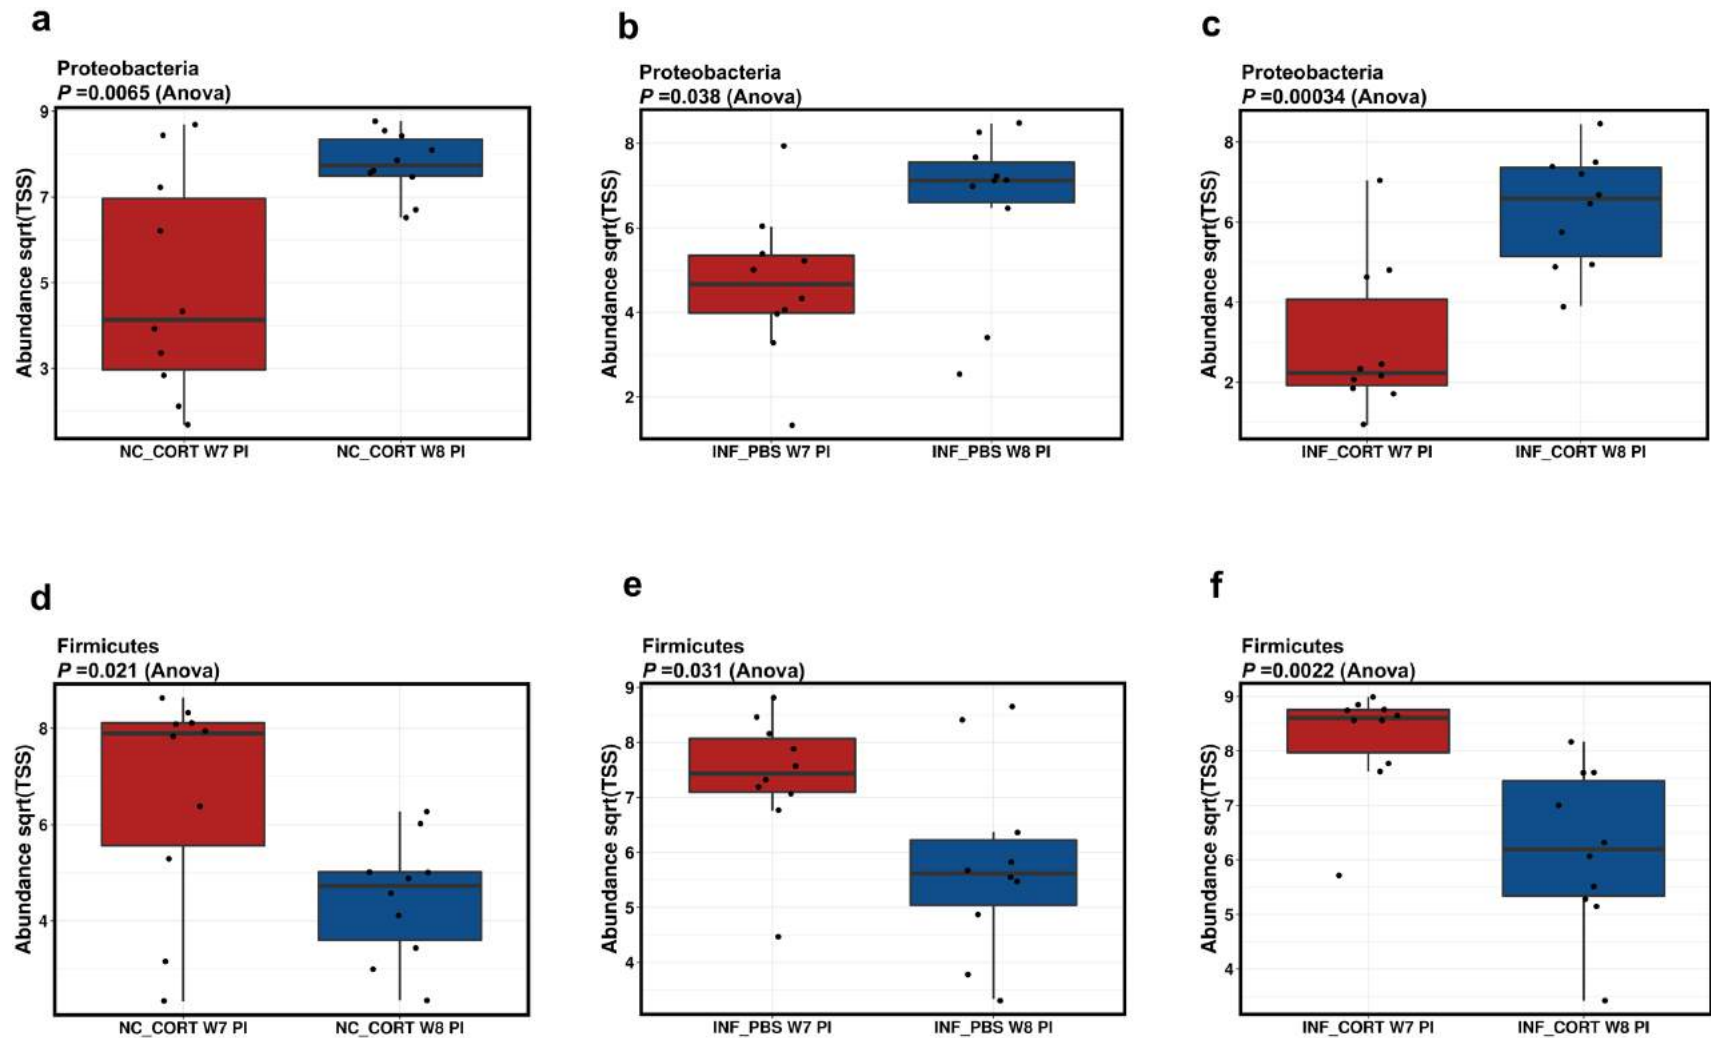 a
Proteobacteria
P =0.0065 (Anova)
Abundance sqrt(TSS)
9
7
5
3
NC_CORT W7 PI
NC_CORT W8 PI
b
Proteobacteria
P =0.038 (Anova)
Abundance sqrt(TSS)
8
6
4
2
INF_PBS W7 PI
INF_PBS W8 PI
c
Proteobacteria
P =0.00034 (Anova)
Abundance sqrt(TSS)
8
6
4
2
INF_CORT W7 PI
INF_CORT W8 PI
d
Firmicutes
P =0.021 (Anova)
Abundance sqrt(TSS)
8
6
4
NC_CORT W7 PI
NC_CORT W8 PI
e
Firmicutes
P =0.031 (Anova)
Abundance sqrt(TSS)
9
8
7
6
5
4
INF_PBS W7 PI
INF_PBS W8 PI
f
Firmicutes
P =0.0022 (Anova)
Abundance sqrt(TSS)
9
8
7
6
5
4
INF_CORT W7 PI
INF_CORT W8 PI